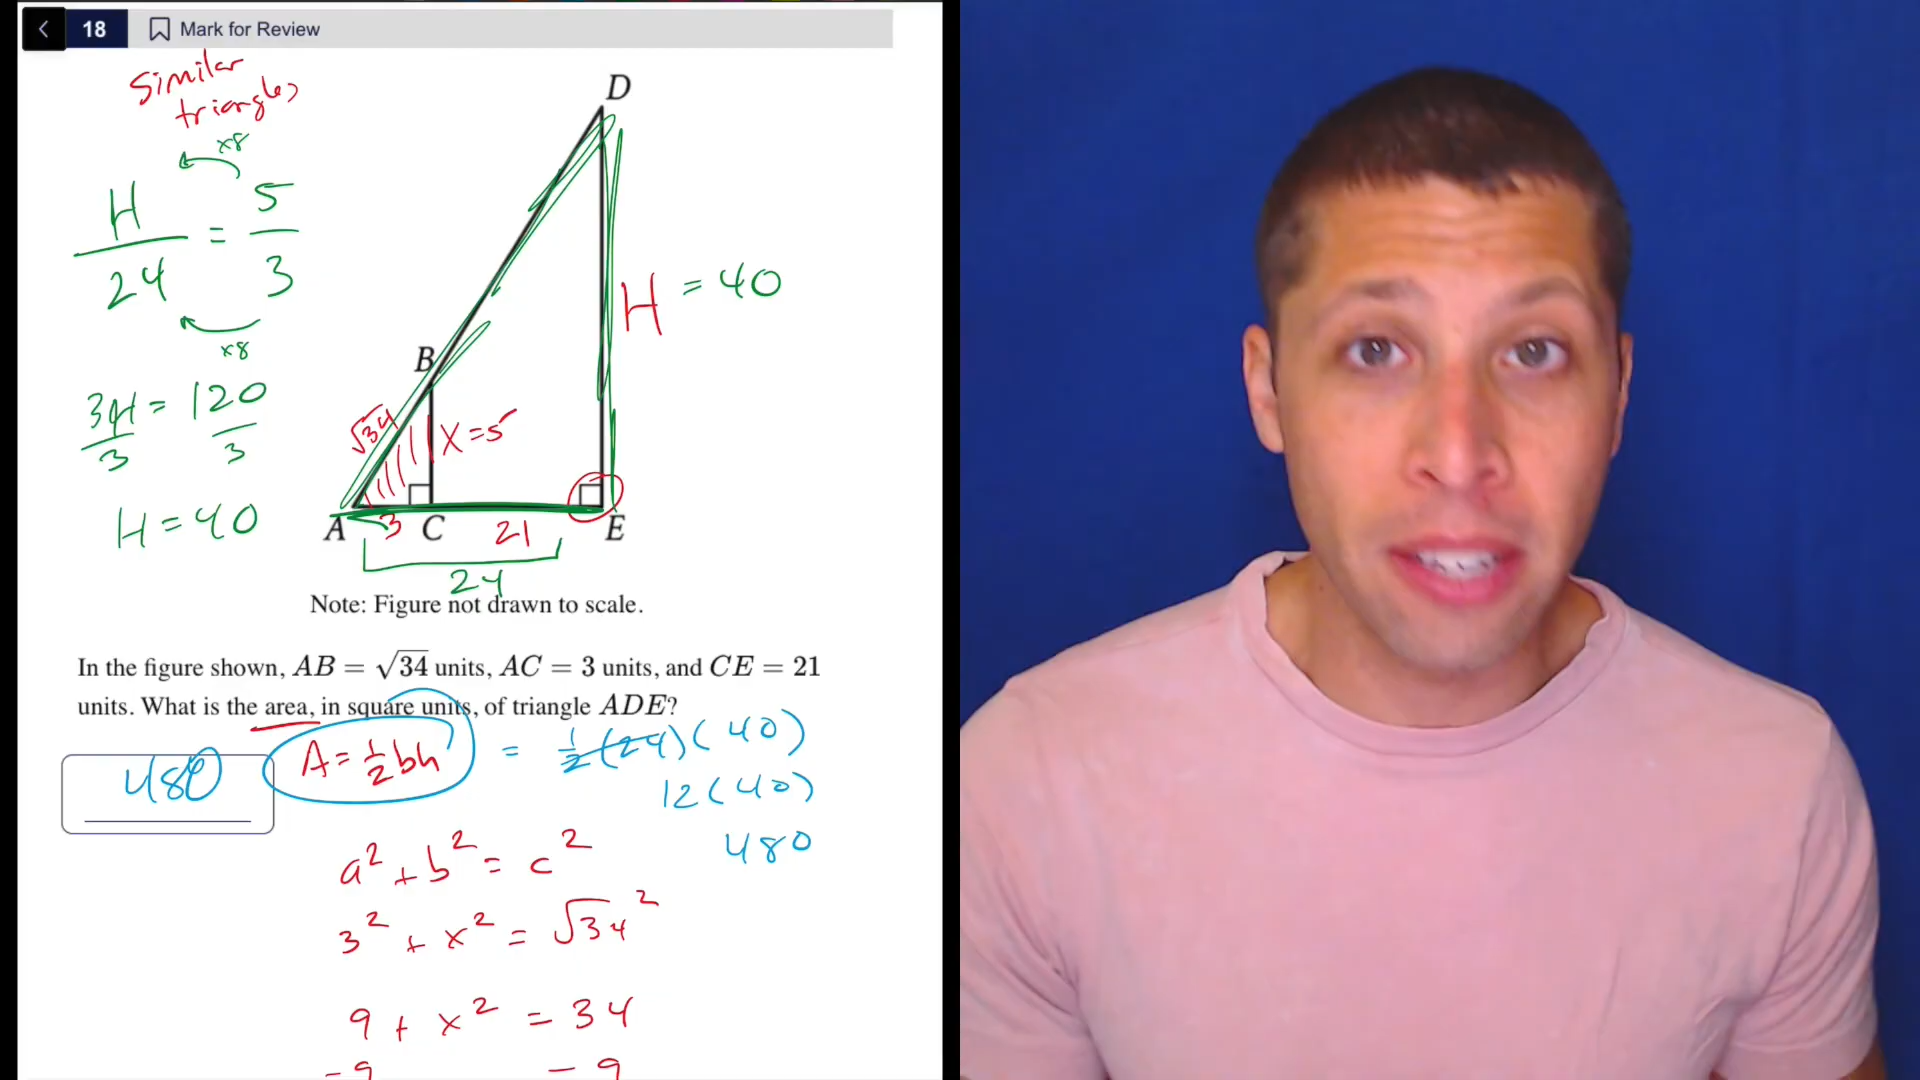 18 Mark for Review
Similar
triangles
x8
H/24 = 5/3
x8
3H/3 = 120/3
H = 40
D
H = 40
B
√34
X = 5
A 3 C 21 E
24
Note: Figure not drawn to scale.
In the figure shown, AB = √34 units, AC = 3 units, and CE = 21
units. What is the area, in square units, of triangle ADE?
480
A = 1/2 bh = 1/2 (24)(40)
12(40)
480
a² + b² = c²
3² + x² = √34²
9 + x² = 34
-9 -9